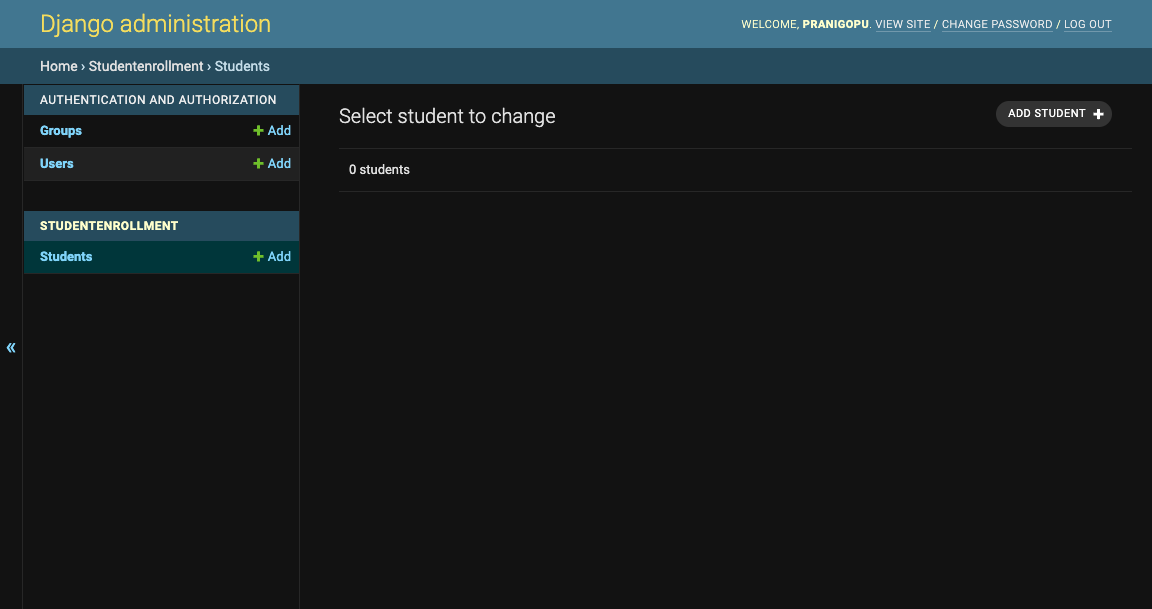 Django administration
WELCOME, PRANIGOPU. VIEW SITE / CHANGE PASSWORD / LOG OUT
Home › Studentenrollment › Students
AUTHENTICATION AND AUTHORIZATION
Groups + Add
Users + Add
STUDENTENROLLMENT
Students + Add
«
Select student to change
ADD STUDENT +
0 students